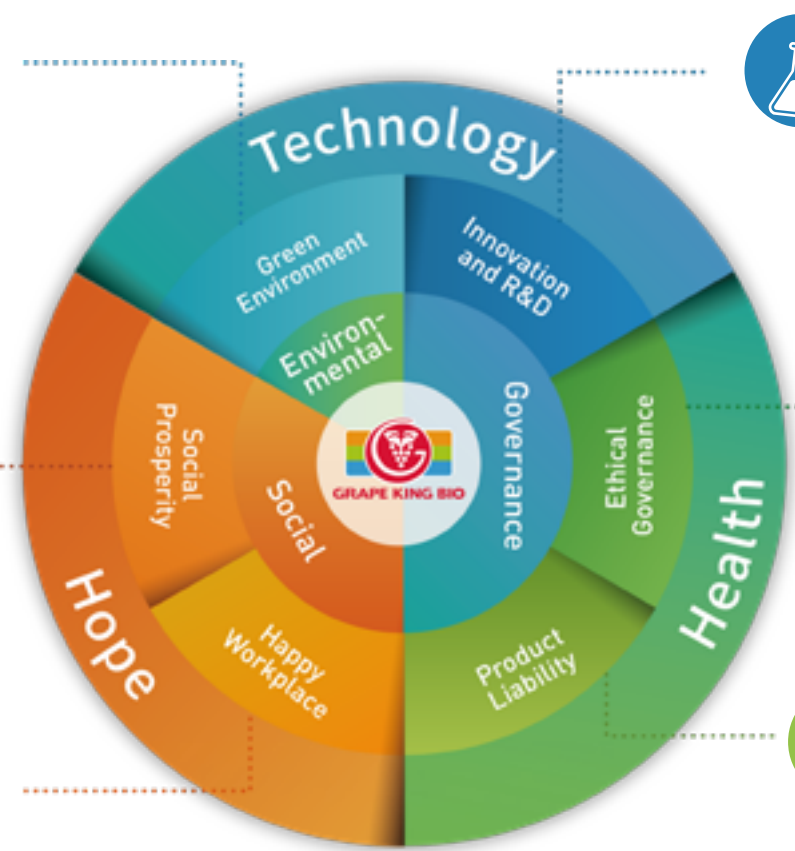 Technology
Green
Environment
Innovation
and R&D
Environ-
mental
Governance
Social
Prosperity
Ethical
Governance
GRAPE KING BIO
Social
Health
Hope
Happy
Workplace
Product
Liability